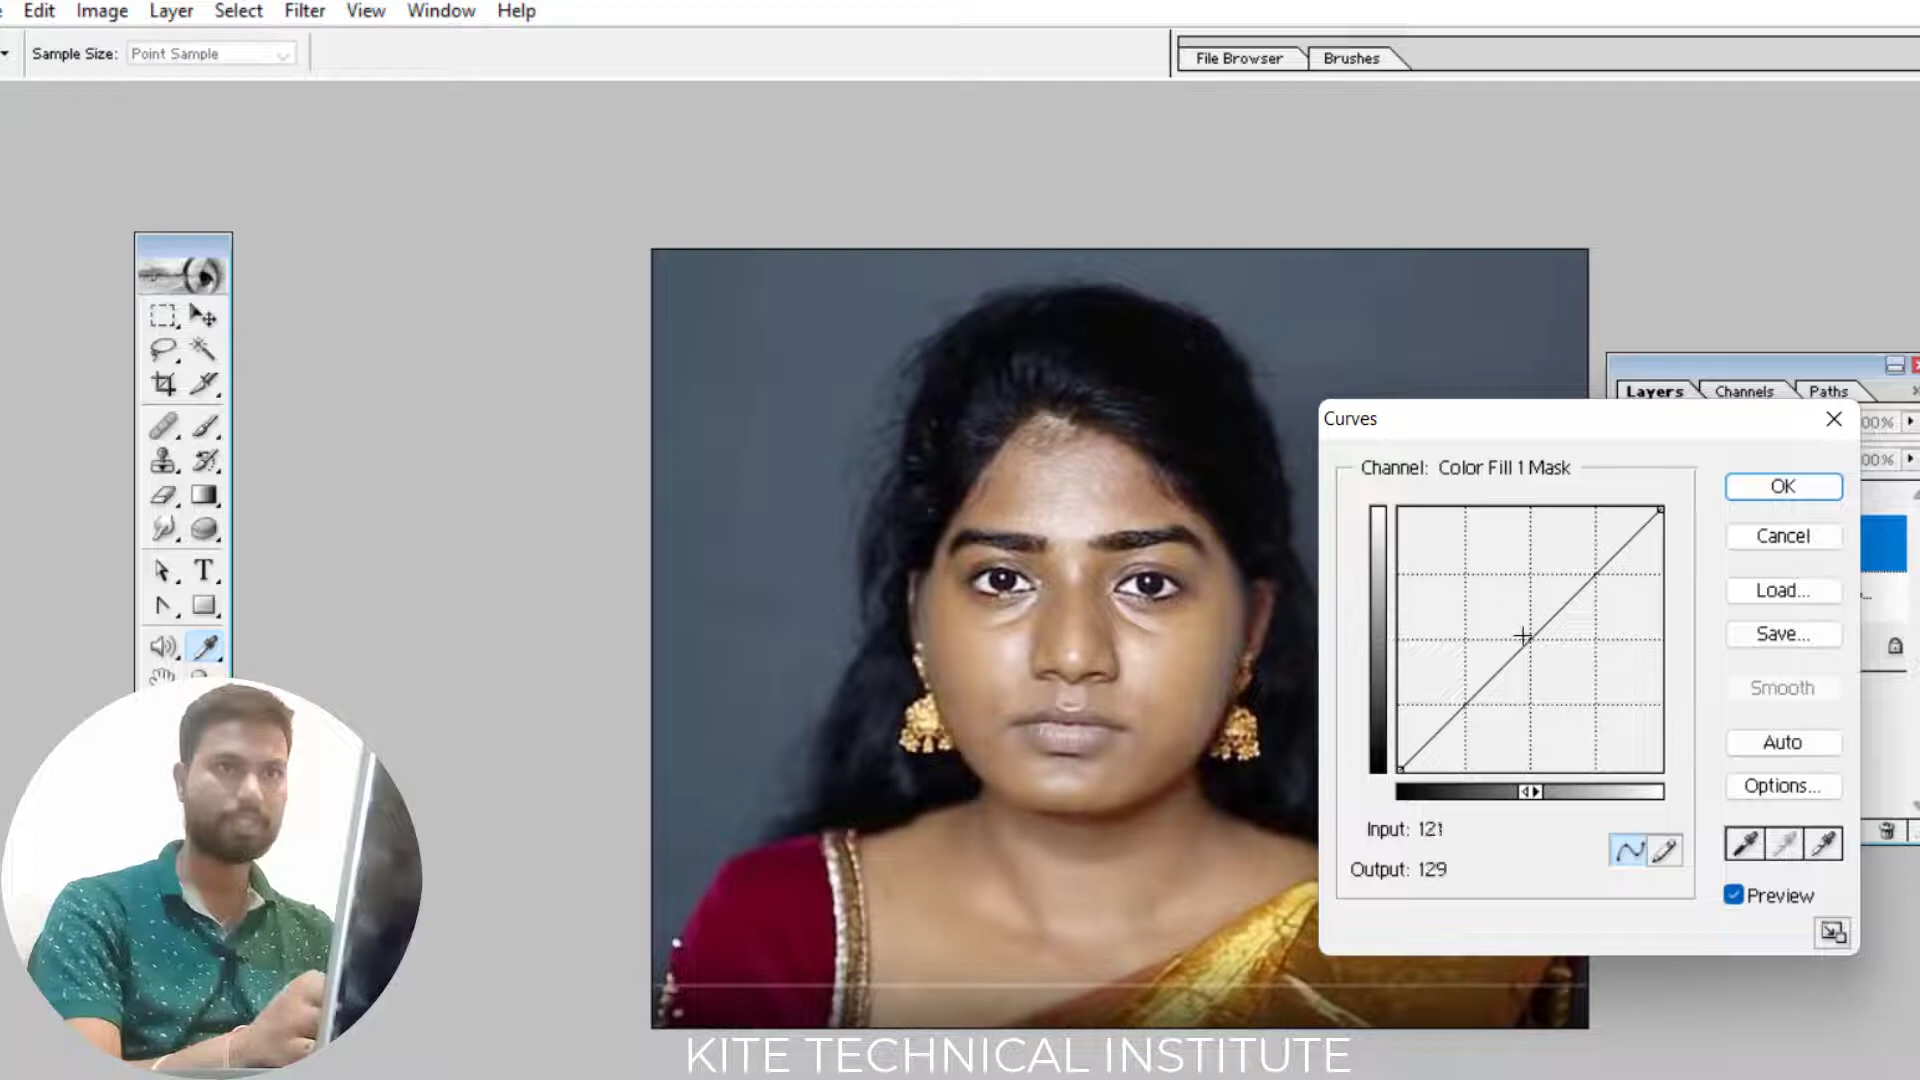 Edit Image Layer Select Filter View Window Help
Sample Size: Point Sample
File Browser Brushes
Layers Channels Paths
Curves
00%
Channel: Color Fill 1 Mask
00%
OK
Cancel
Load...
Save...
Smooth
Auto
Options...
Input: 121
Output: 129
Preview
T
KITE TECHNICAL INSTITUTE